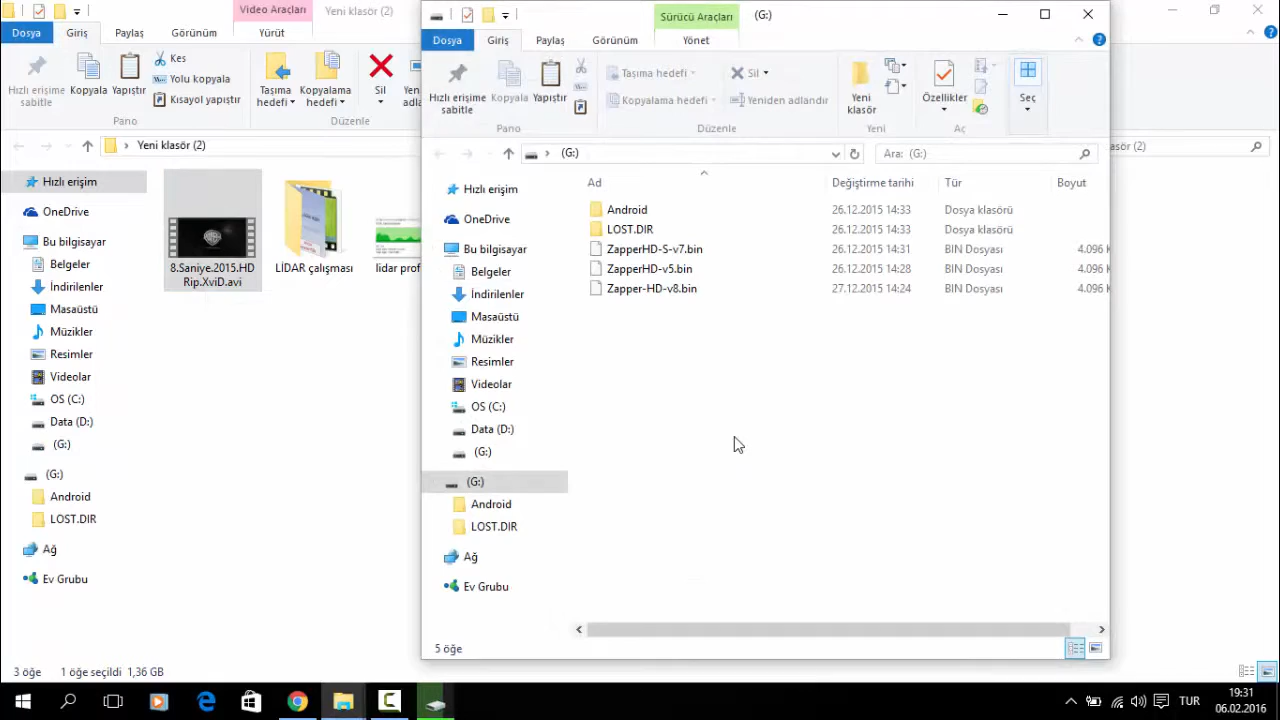 Video Araçları
Yeni klasör (2)
Dosya
Giriş
Paylaş
Görünüm
Yürüt
Hızlı erişime
sabitle
Kopyala
Yapıştır
Kes
Yolu kopyala
Kısayol yapıştır
Pano
Taşıma
hedefi
Kopyalama
hedefi
Sil
Düzenle
Yeni klasör (2)
Hızlı erişim
OneDrive
Bu bilgisayar
Belgeler
İndirilenler
Masaüstü
Müzikler
Resimler
Videolar
OS (C:)
Data (D:)
(G:)
(G:)
Android
LOST.DIR
Ağ
Ev Grubu
8.Saniye.2015.HD
Rip.XviD.avi
LİDAR çalışması
lidar prof
3 öğe
1 öğe seçildi 1,36 GB
Sürücü Araçları
(G:)
Dosya
Giriş
Paylaş
Görünüm
Yönet
Hızlı erişime
sabitle
Kopyala
Yapıştır
Pano
Taşıma hedefi
Kopyalama hedefi
Sil
Yeniden adlandır
Düzenle
Yeni
klasör
Yeni
Özellikler
Aç
Seç
(G:)
Ara: (G:)
Hızlı erişim
OneDrive
Bu bilgisayar
Belgeler
İndirilenler
Masaüstü
Müzikler
Resimler
Videolar
OS (C:)
Data (D:)
(G:)
(G:)
Android
LOST.DIR
Ağ
Ev Grubu
Ad Değiştirme tarihi Tür Boyut
Android 26.12.2015 14:33 Dosya klasörü
LOST.DIR 26.12.2015 14:33 Dosya klasörü
ZapperHD-S-v7.bin 26.12.2015 14:31 BIN Dosyası 4.096 K
ZapperHD-v5.bin 26.12.2015 14:28 BIN Dosyası 4.096 K
Zapper-HD-v8.bin 27.12.2015 14:24 BIN Dosyası 4.096 K
5 öğe
TUR
19:31
06.02.2016